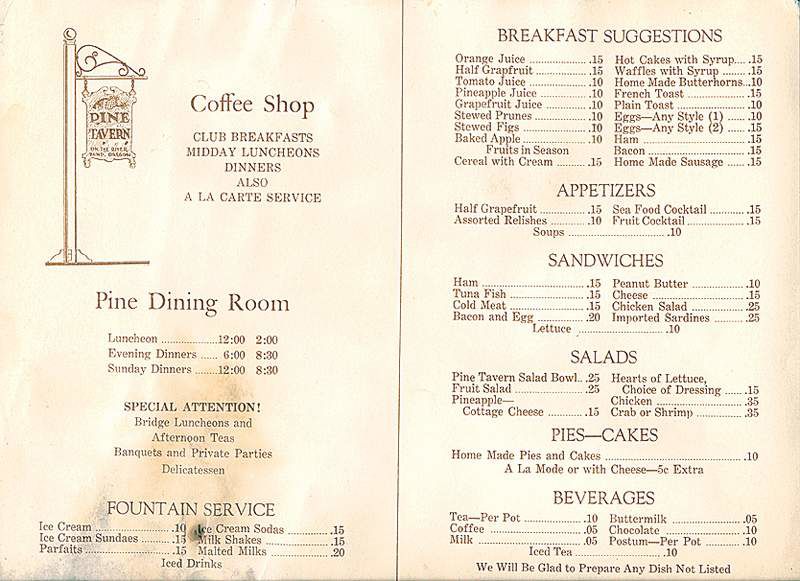 PINE
TAVERN
ON THE RIVER
BEND, OREGON
Coffee Shop
CLUB BREAKFASTS
MIDDAY LUNCHEONS
DINNERS
ALSO
A LA CARTE SERVICE
Pine Dining Room
Luncheon ................ 12:00 2:00
Evening Dinners ...... 6:00 8:30
Sunday Dinners ........ 12:00 8:30
SPECIAL ATTENTION!
Bridge Luncheons and
Afternoon Teas
Banquets and Private Parties
Delicatessen
FOUNTAIN SERVICE
Ice Cream .................... .10 Ice Cream Sodas ............ .15
Ice Cream Sundaes ...... .15 Milk Shakes .................... .15
Parfaits ........................ .15 Malted Milks .................. .20
Iced Drinks
BREAKFAST SUGGESTIONS
Orange Juice ................ .15 Hot Cakes with Syrup.... .15
Half Grapfruit .............. .15 Waffles with Syrup ...... .15
Tomato Juice ................ .10 Home Made Butterhorns... .10
Pineapple Juice ............ .10 French Toast ................ .15
Grapefruit Juice ............ .10 Plain Toast .................... .10
Stewed Prunes .............. .10 Eggs—Any Style (1) ...... .10
Stewed Figs .................. .10 Eggs—Any Style (2) ...... .15
Baked Apple .................. .10 Ham ................................ .15
Fruits in Season Bacon ............................ .15
Cereal with Cream ...... .15 Home Made Sausage ...... .15
APPETIZERS
Half Grapefruit ............ .15 Sea Food Cocktail .......... .15
Assorted Relishes .......... .10 Fruit Cocktail ................ .15
Soups ............................ .10
SANDWICHES
Ham ................................ .15 Peanut Butter ................ .10
Tuna Fish ...................... .15 Cheese ............................ .15
Cold Meat ...................... .15 Chicken Salad ................ .25
Bacon and Egg .............. .20 Imported Sardines .......... .25
Lettuce ............................ .10
SALADS
Pine Tavern Salad Bowl.. .25 Hearts of Lettuce,
Fruit Salad .................... .25 Choice of Dressing ...... .15
Pineapple— Chicken .......................... .35
Cottage Cheese .......... .15 Crab or Shrimp .............. .35
PIES—CAKES
Home Made Pies and Cakes ........................................ .10
A La Mode or with Cheese—5c Extra
BEVERAGES
Tea—Per Pot ................ .10 Buttermilk .................... .05
Coffee ............................ .05 Chocolate ...................... .10
Milk ................................ .05 Postum—Per Pot ............ .10
Iced Tea ............................ .10
We Will Be Glad to Prepare Any Dish Not Listed